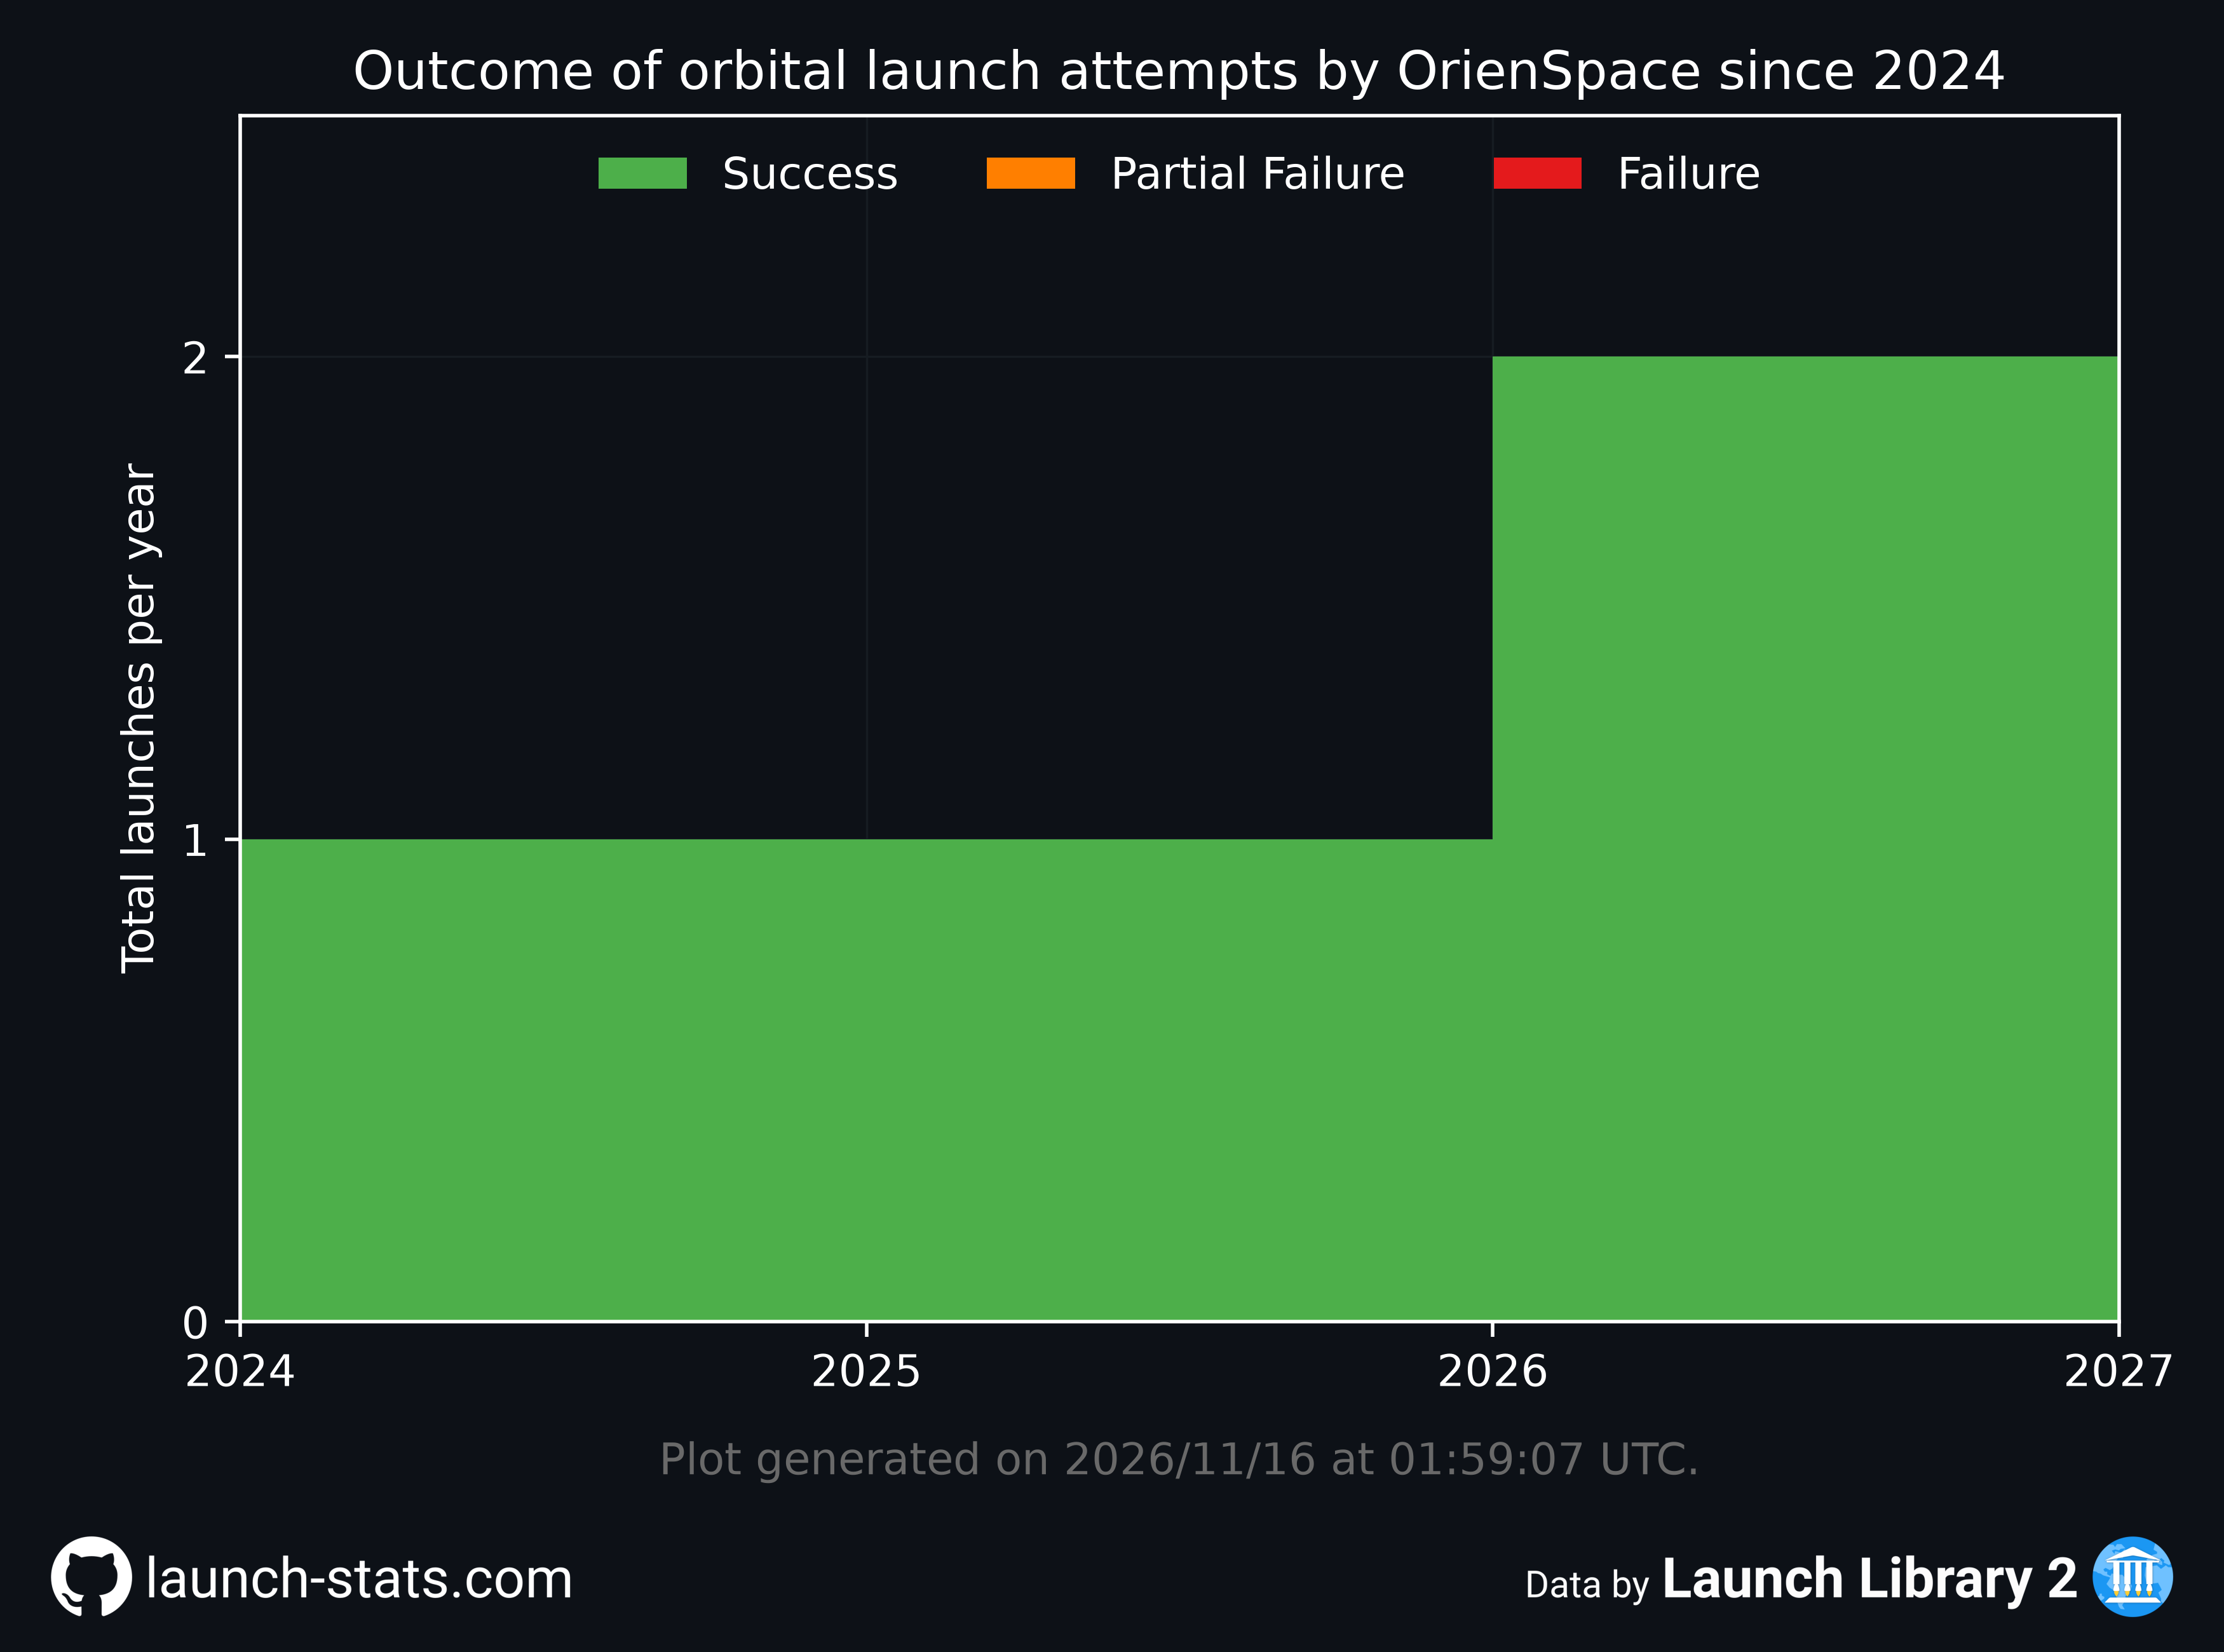 Outcome of orbital launch attempts by OrienSpace since 2024
Success Partial Failure Failure
Total launches per year
2
1
0
2024 2025 2026 2027
Plot generated on 2026/11/16 at 01:59:07 UTC.
launch-stats.com
Data by Launch Library 2